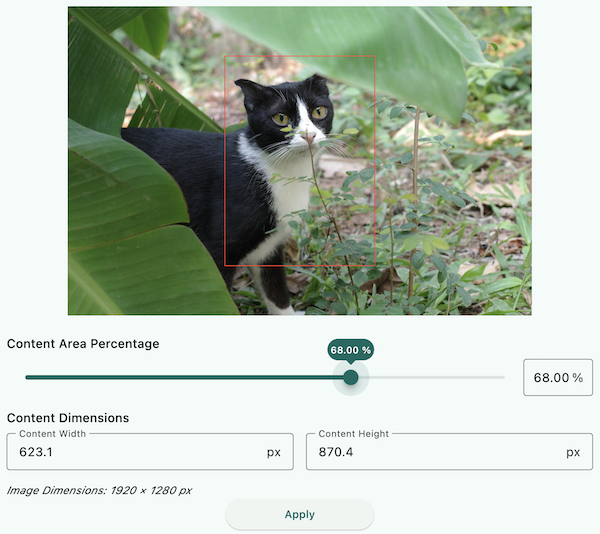 Content Area Percentage
68.00 %
68.00 %
Content Dimensions
Content Width
623.1 px
Content Height
870.4 px
Image Dimensions: 1920 × 1280 px
Apply